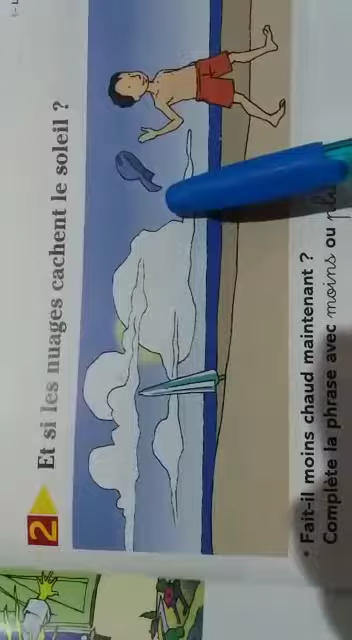 2 Et si les nuages cachent le soleil ?
• Fait-il moins chaud maintenant ?
Complète la phrase avec moins ou